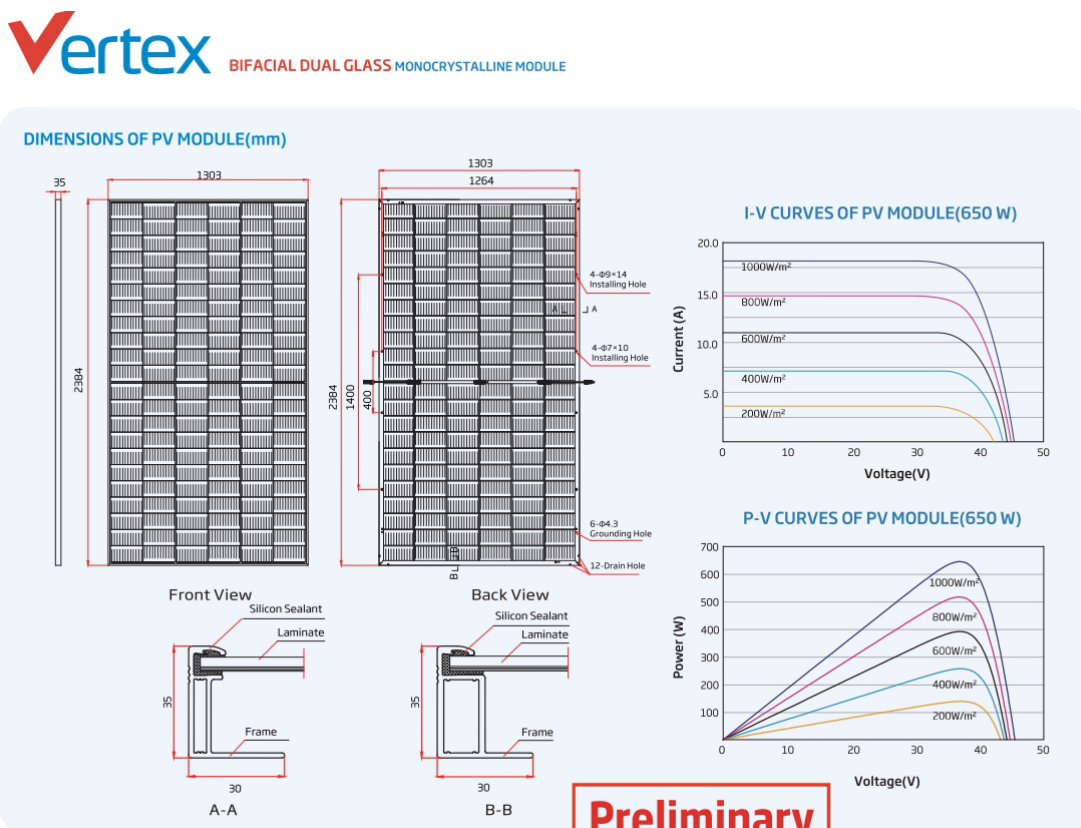 Vertex BIFACIAL DUAL GLASS MONOCRYSTALLINE MODULE
DIMENSIONS OF PV MODULE(mm)
35
1303
2384
Front View
1303
1264
2384
1400
400
4-Φ9×14
Installing Hole
A
A
4-Φ7×10
Installing Hole
6-Φ4.3
Grounding Hole
12-Drain Hole
B
B
Back View
Silicon Sealant
Laminate
35
Frame
30
A-A
Silicon Sealant
Laminate
35
Frame
30
B-B
I-V CURVES OF PV MODULE(650 W)
Current (A)
20.0
15.0
10.0
5.0
1000W/m²
800W/m²
600W/m²
400W/m²
200W/m²
0 10 20 30 40 50
Voltage(V)
P-V CURVES OF PV MODULE(650 W)
Power (W)
700
600
500
400
300
200
100
1000W/m²
800W/m²
600W/m²
400W/m²
200W/m²
0 10 20 30 40 50
Voltage(V)
Preliminary